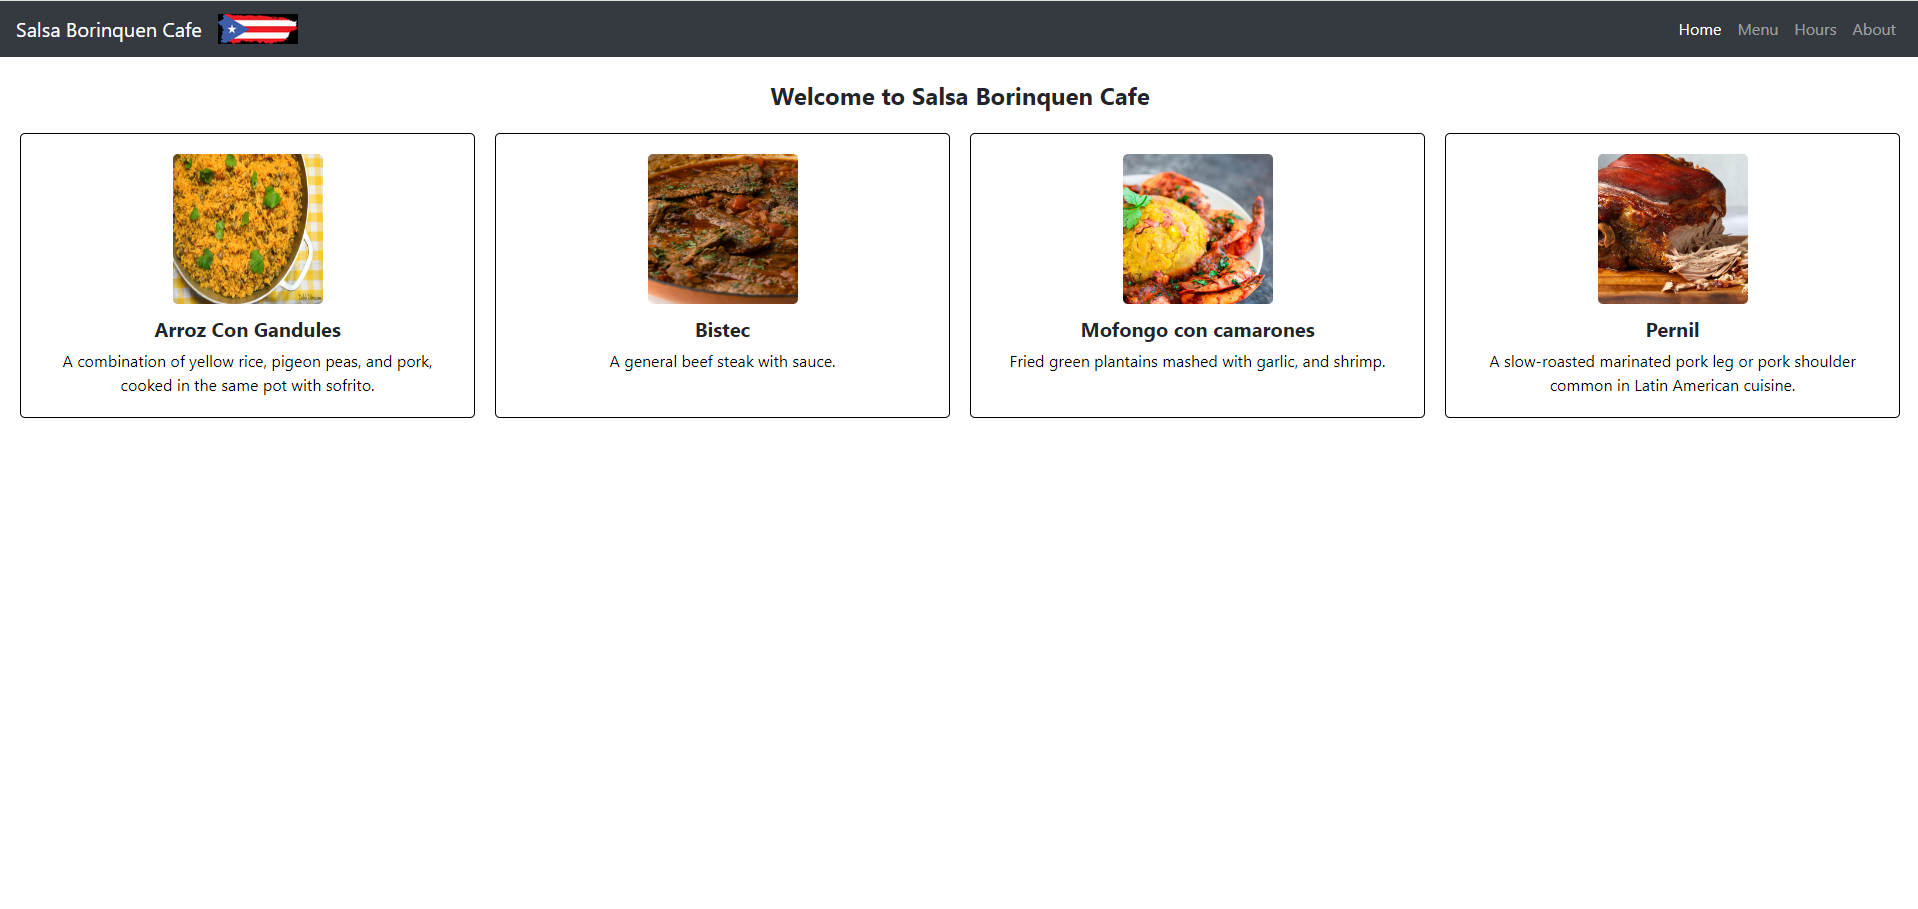 Salsa Borinquen Cafe
Home Menu Hours About
Welcome to Salsa Borinquen Cafe
Arroz Con Gandules
A combination of yellow rice, pigeon peas, and pork,
cooked in the same pot with sofrito.
Bistec
A general beef steak with sauce.
Mofongo con camarones
Fried green plantains mashed with garlic, and shrimp.
Pernil
A slow-roasted marinated pork leg or pork shoulder
common in Latin American cuisine.